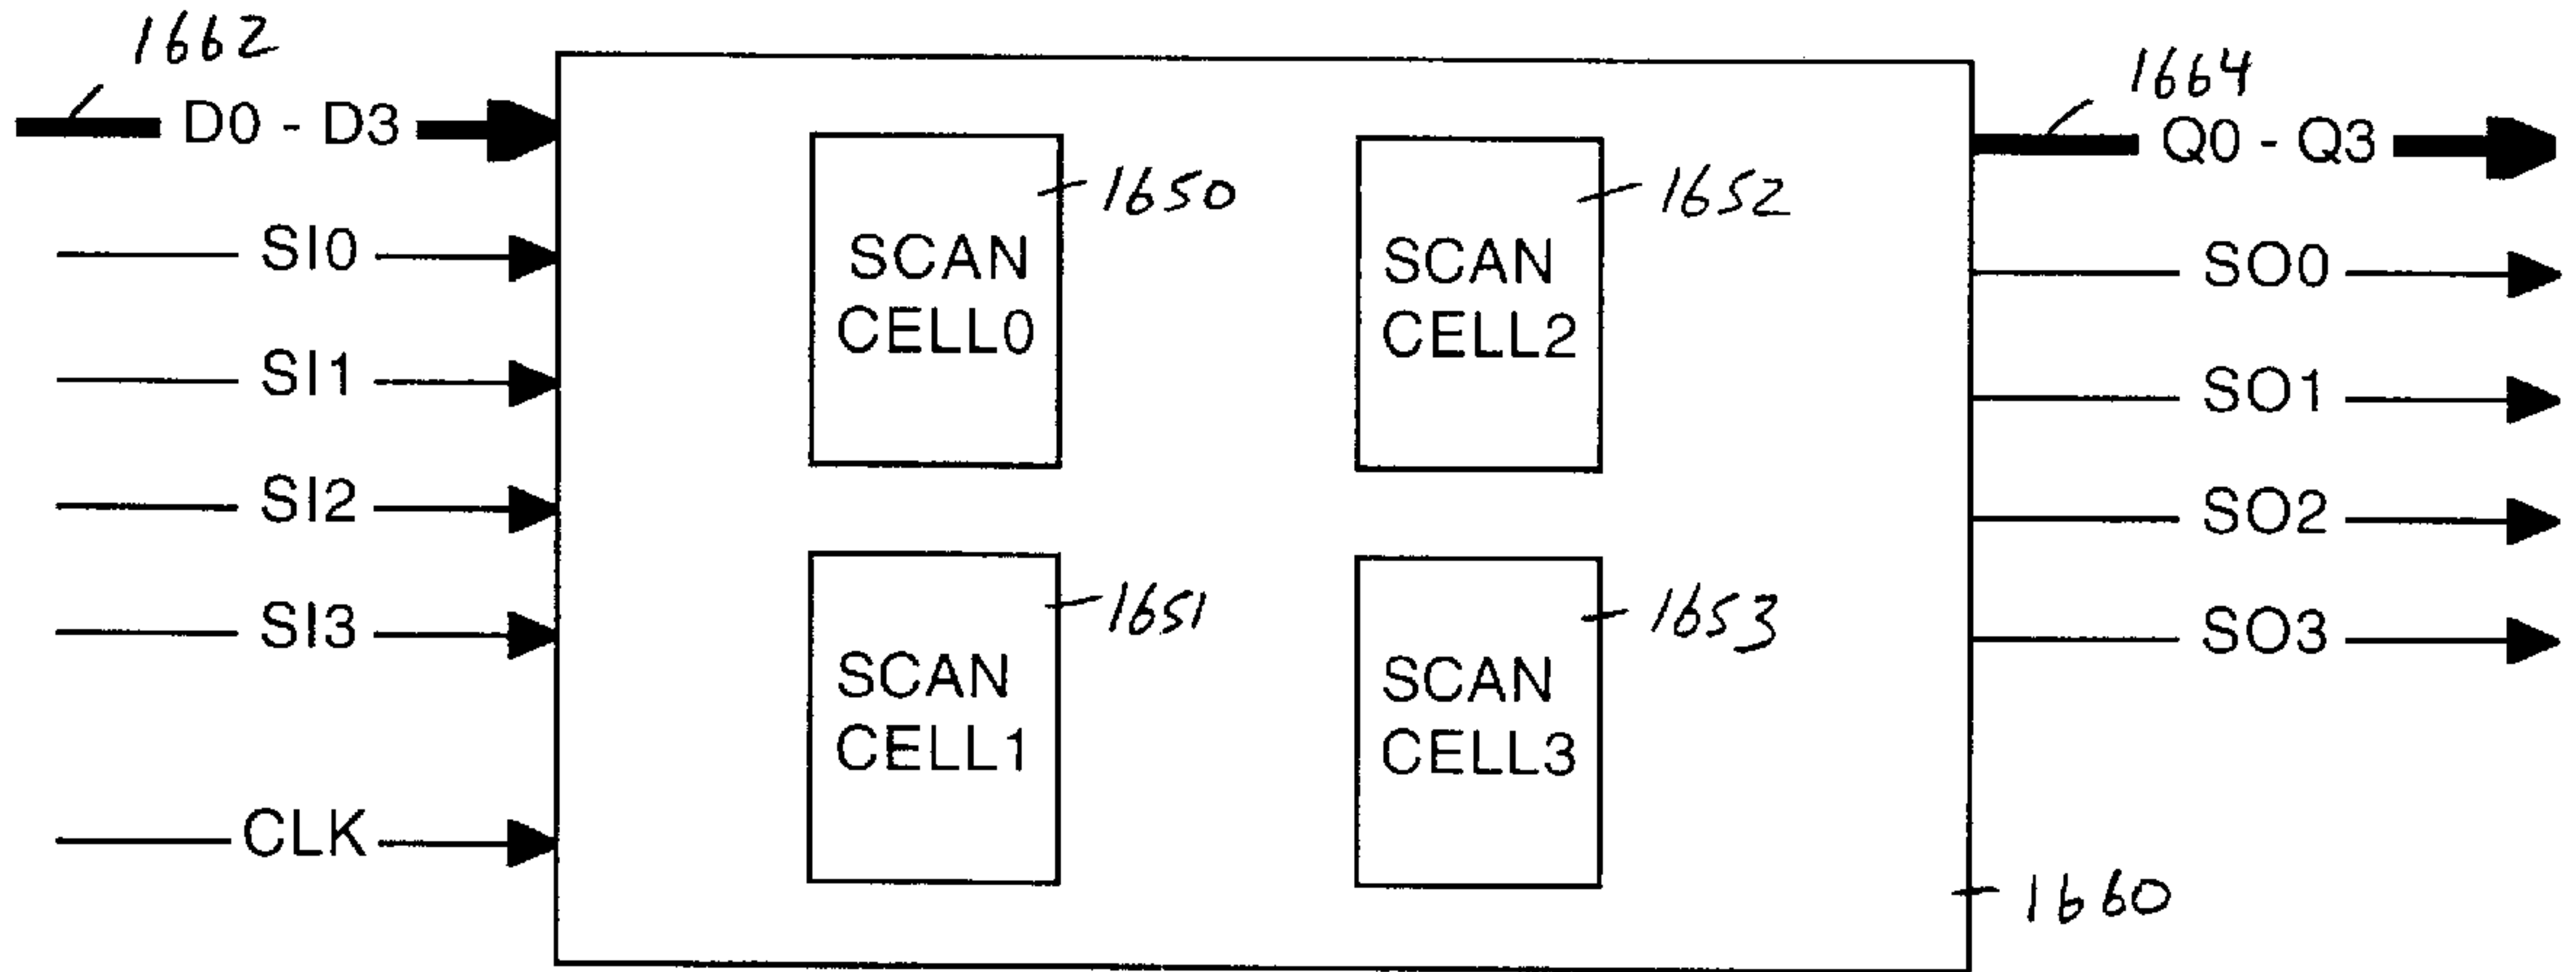 1662
D0 - D3
SI0
SI1
SI2
SI3
CLK
SCAN
CELL0
1650
SCAN
CELL2
1652
SCAN
CELL1
1651
SCAN
CELL3
1653
1664
Q0 - Q3
SO0
SO1
SO2
SO3
1660